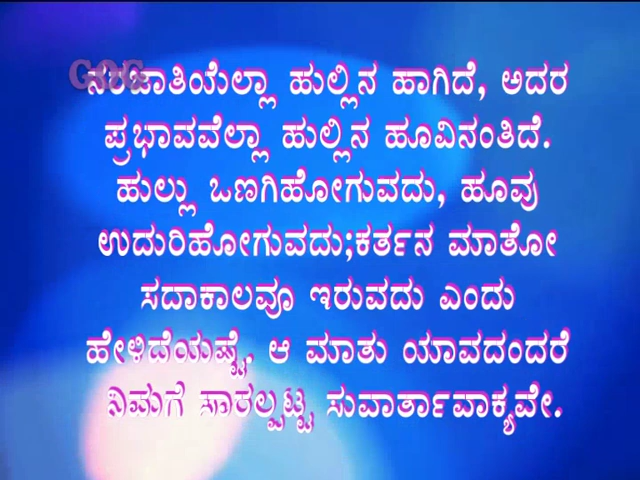 GOG
ನರಜಾತಿಯೆಲ್ಲಾ ಹುಲ್ಲಿನ ಹಾಗಿದೆ, ಅದರ
ಪ್ರಭಾವವೆಲ್ಲಾ ಹುಲ್ಲಿನ ಹೂವಿನಂತಿದೆ.
ಹುಲ್ಲು ಒಣಗಿಹೋಗುವದು, ಹೂವು
ಉದುರಿಹೋಗುವದು;ಕರ್ತನ ಮಾತೋ
ಸದಾಕಾಲವೂ ಇರುವದು ಎಂದು
ಹೇಳಿದೆಯಷ್ಟೆ. ಆ ಮಾತು ಯಾವದಂದರೆ
ನಿಮಗೆ ಸಾರಲ್ಪಟ್ಟ ಸುವಾರ್ತಾವಾಕ್ಯವೇ.